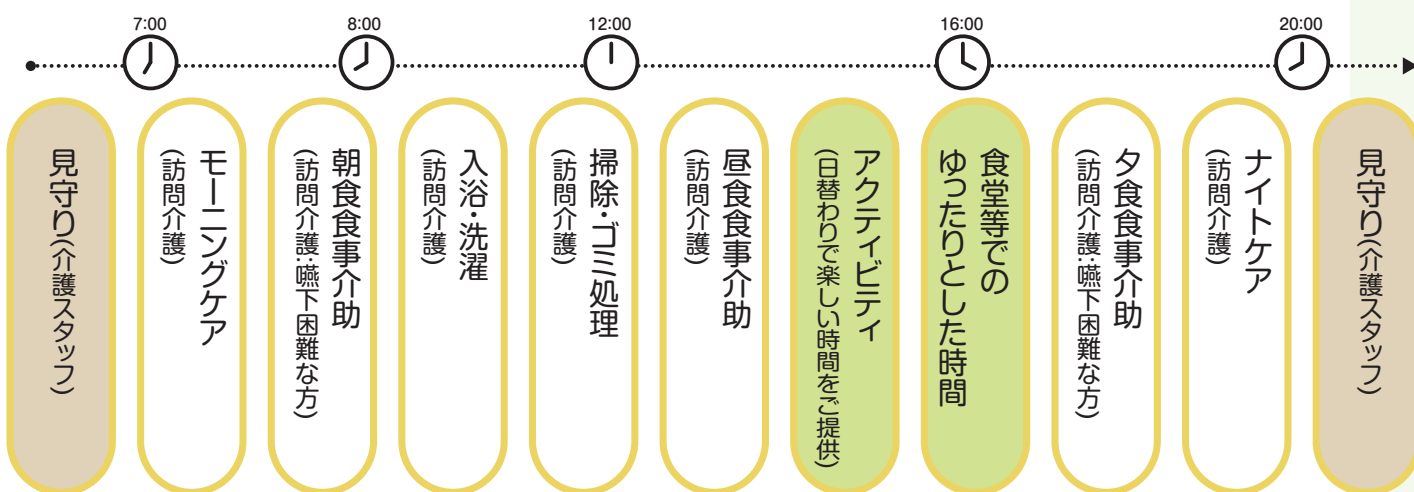 7:00
8:00
12:00
16:00
20:00
見守り(介護スタッフ)
モーニングケア
(訪問介護)
朝食食事介助
(訪問介護・嚥下困難な方)
入浴・洗濯
(訪問介護)
掃除・ゴミ処理
(訪問介護)
昼食食事介助
(訪問介護)
アクティビティ
(日替わりで楽しい時間をご提供)
食堂等での
ゆったりとした時間
夕食食事介助
(訪問介護・嚥下困難な方)
ナイトケア
(訪問介護)
見守り(介護スタッフ)